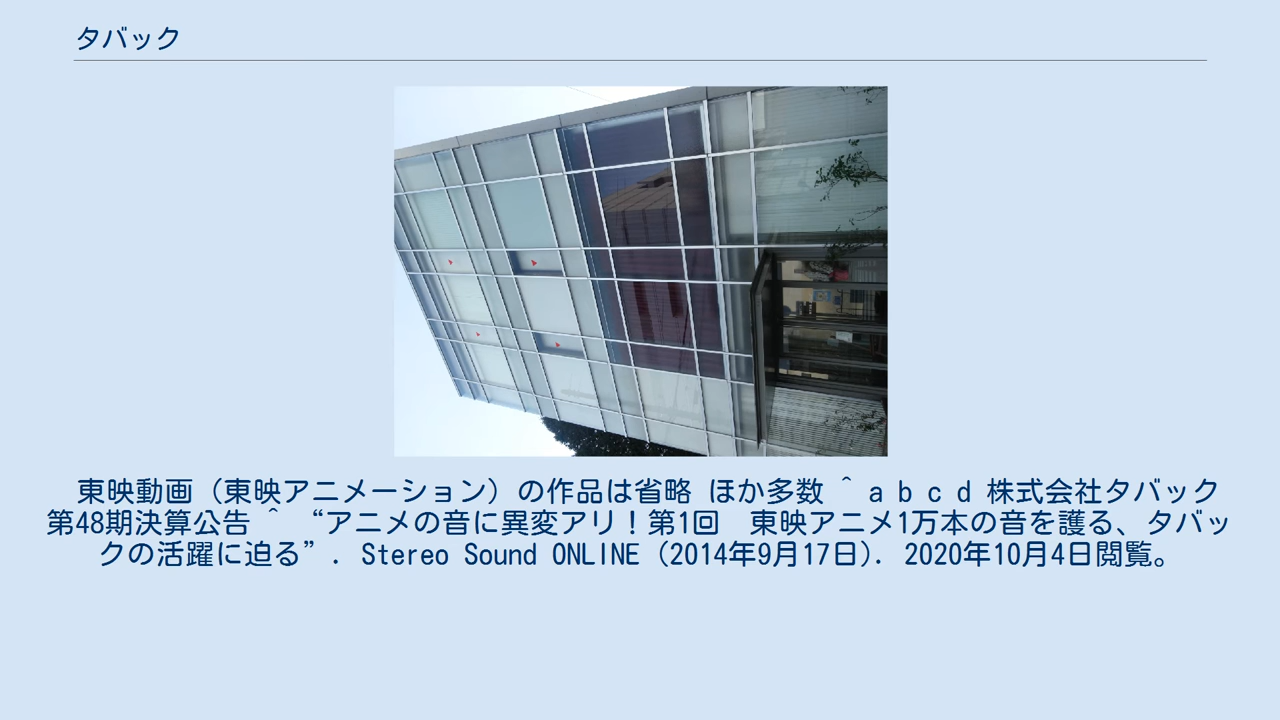 タバック
東映動画（東映アニメーション）の作品は省略 ほか多数 ^ a b c d 株式会社タバック
第48期決算公告 ^ “アニメの音に異変アリ！第1回　東映アニメ1万本の音を護る、タバッ
クの活躍に迫る”. Stereo Sound ONLINE (2014年9月17日). 2020年10月4日閲覧。